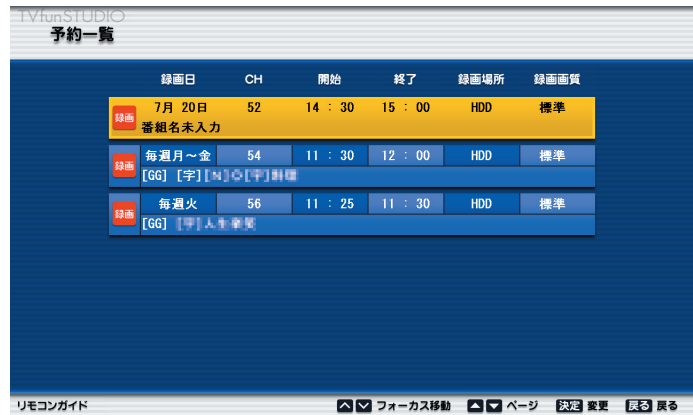 TVfunSTUDIO
予約一覧
録画日 CH 開始 終了 録画場所 録画画質
録画 7月 20日 52 14 : 30 15 : 00 HDD 標準
番組名未入力
録画 毎週月～金 54 11 : 30 12 : 00 HDD 標準
[GG] [字]
録画 毎週火 56 11 : 25 11 : 30 HDD 標準
[GG]
リモコンガイド フォーカス移動 ページ 決定 変更 戻る 戻る